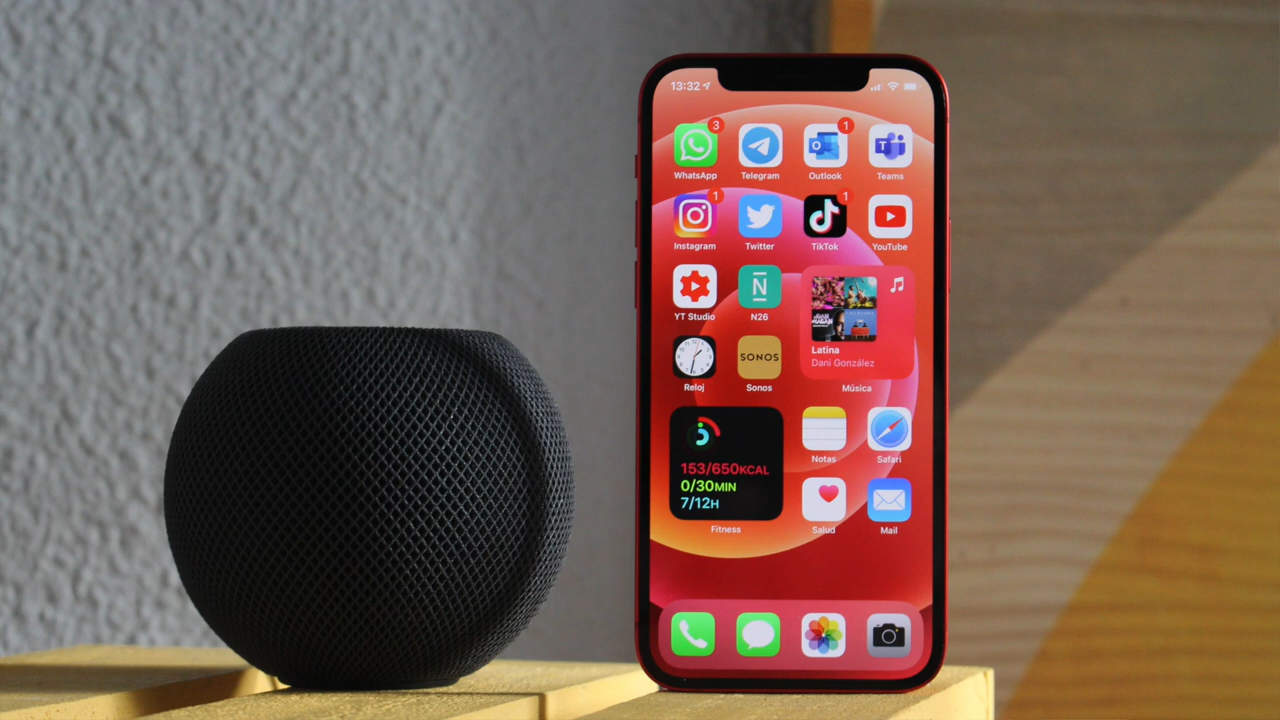 13:32
3
1
WhatsApp
Telegram
Outlook
Teams
1
1
Instagram
Twitter
TikTok
YouTube
YT Studio
N26
Latina
Dani González
SONOS
Reloj
Sonos
Música
153/650KCAL
0/30MIN
7/12H
Notas
Safari
Fitness
Salud
Mail